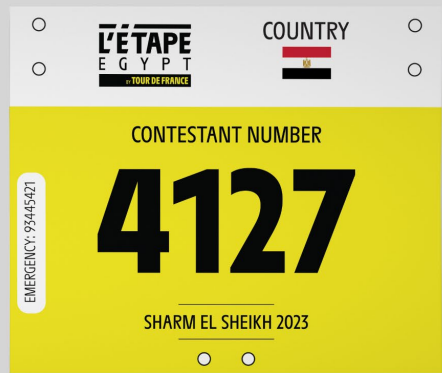 L'ÉTAPE
EGYPT
BY TOUR DE FRANCE
COUNTRY
CONTESTANT NUMBER
4127
EMERGENCY: 93445421
SHARM EL SHEIKH 2023